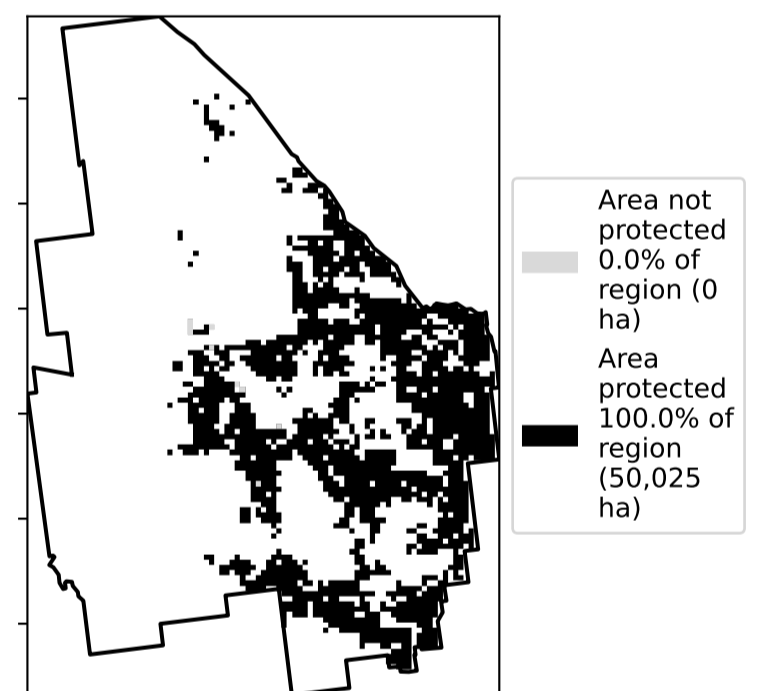 Area not
protected
0.0% of
region (0
ha)
Area
protected
100.0% of
region
(50,025
ha)